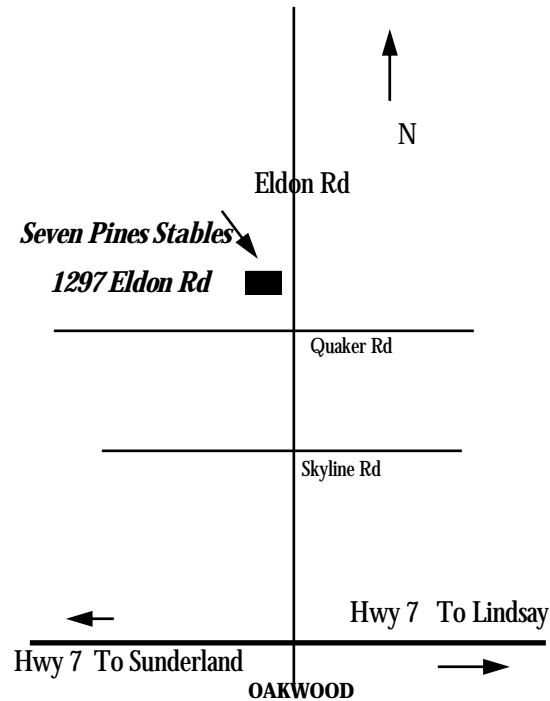 N
Eldon Rd
Seven Pines Stables
1297 Eldon Rd
Quaker Rd
Skyline Rd
Hwy 7 To Lindsay
Hwy 7 To Sunderland
OAKWOOD